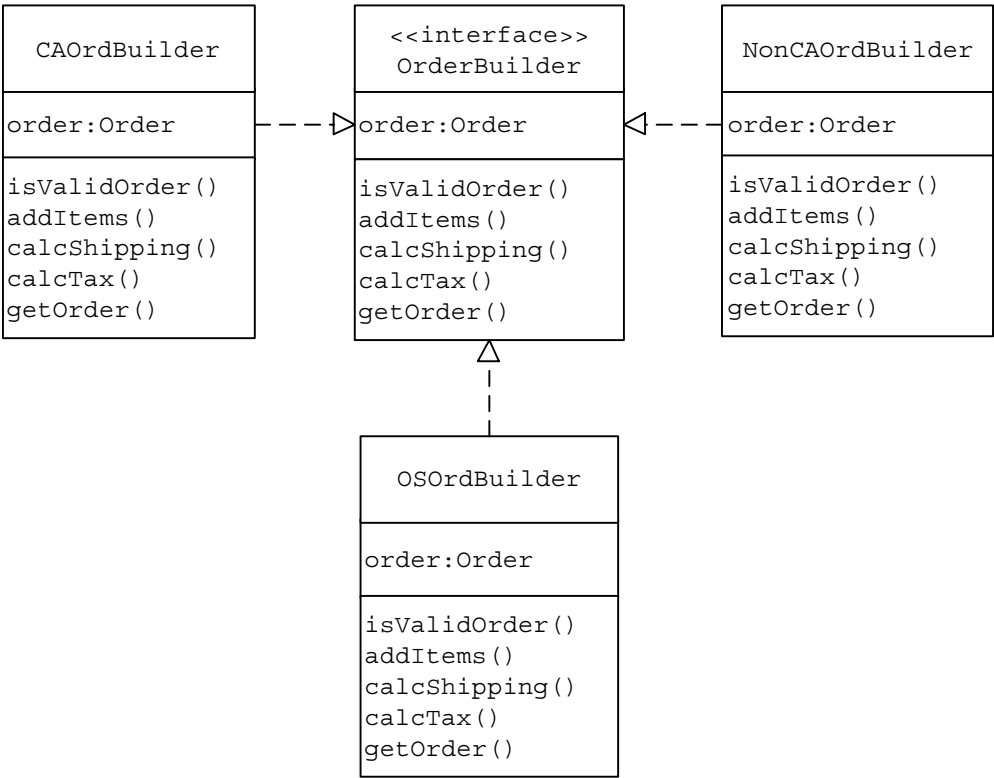 CAOrdBuilder
order:Order
isValidOrder()
addItems()
calcShipping()
calcTax()
getOrder()
<<interface>>
OrderBuilder
order:Order
isValidOrder()
addItems()
calcShipping()
calcTax()
getOrder()
NonCAOrdBuilder
order:Order
isValidOrder()
addItems()
calcShipping()
calcTax()
getOrder()
OSOrdBuilder
order:Order
isValidOrder()
addItems()
calcShipping()
calcTax()
getOrder()